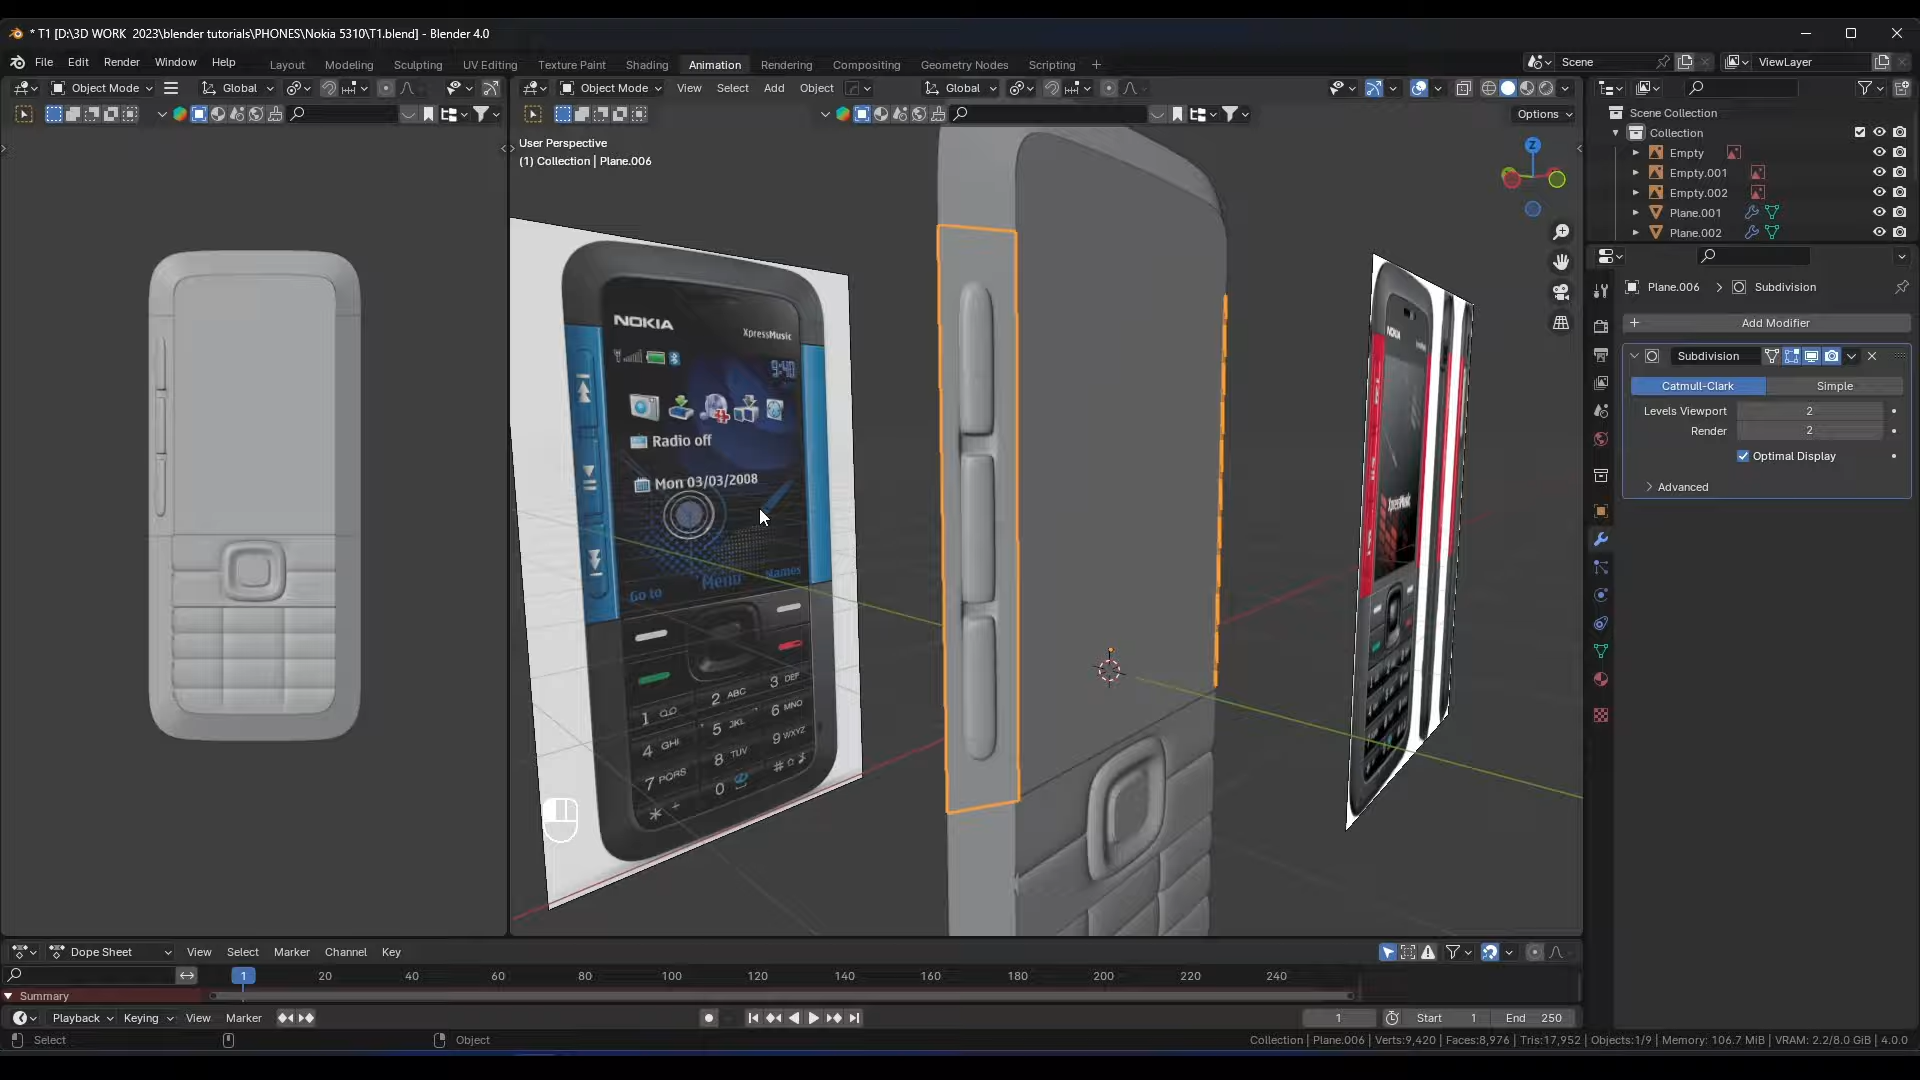 * T1 [D:\3D WORK  2023\blender tutorials\PHONES\Nokia 5310\T1.blend] - Blender 4.0
File Edit Render Window Help
Layout Modeling Sculpting UV Editing Texture Paint Shading Animation Rendering Compositing Geometry Nodes Scripting +
Scene
ViewLayer
Object Mode
Global
Object Mode
View Select Add Object
Global
Options
User Perspective
(1) Collection | Plane.006
Z
Scene Collection
Collection
Empty
Empty.001
Empty.002
Plane.001
Plane.002
Plane.006 > Subdivision
+ Add Modifier
Subdivision
Catmull-Clark Simple
Levels Viewport 2
Render 2
Optimal Display
Advanced
NOKIA
XpressMusic
9:40
Radio off
Mon 03/03/2008
Go to Menu Names
1
2 ABC
3 DEF
4 GHI
5 JKL
6 MNO
7 PQRS
8 TUV
9 WXYZ
* +
0
#
NOKIA
XpressMusic
Dope Sheet View Select Marker Channel Key
1 20 40 60 80 100 120 140 160 180 200 220 240
Summary
Playback Keying View Marker
1 Start 1 End 250
Select
Object
Collection | Plane.006 | Verts:9,420 | Faces:8,976 | Tris:17,952 | Objects:1/9 | Memory: 106.7 MiB | VRAM: 2.2/8.0 GiB | 4.0.0